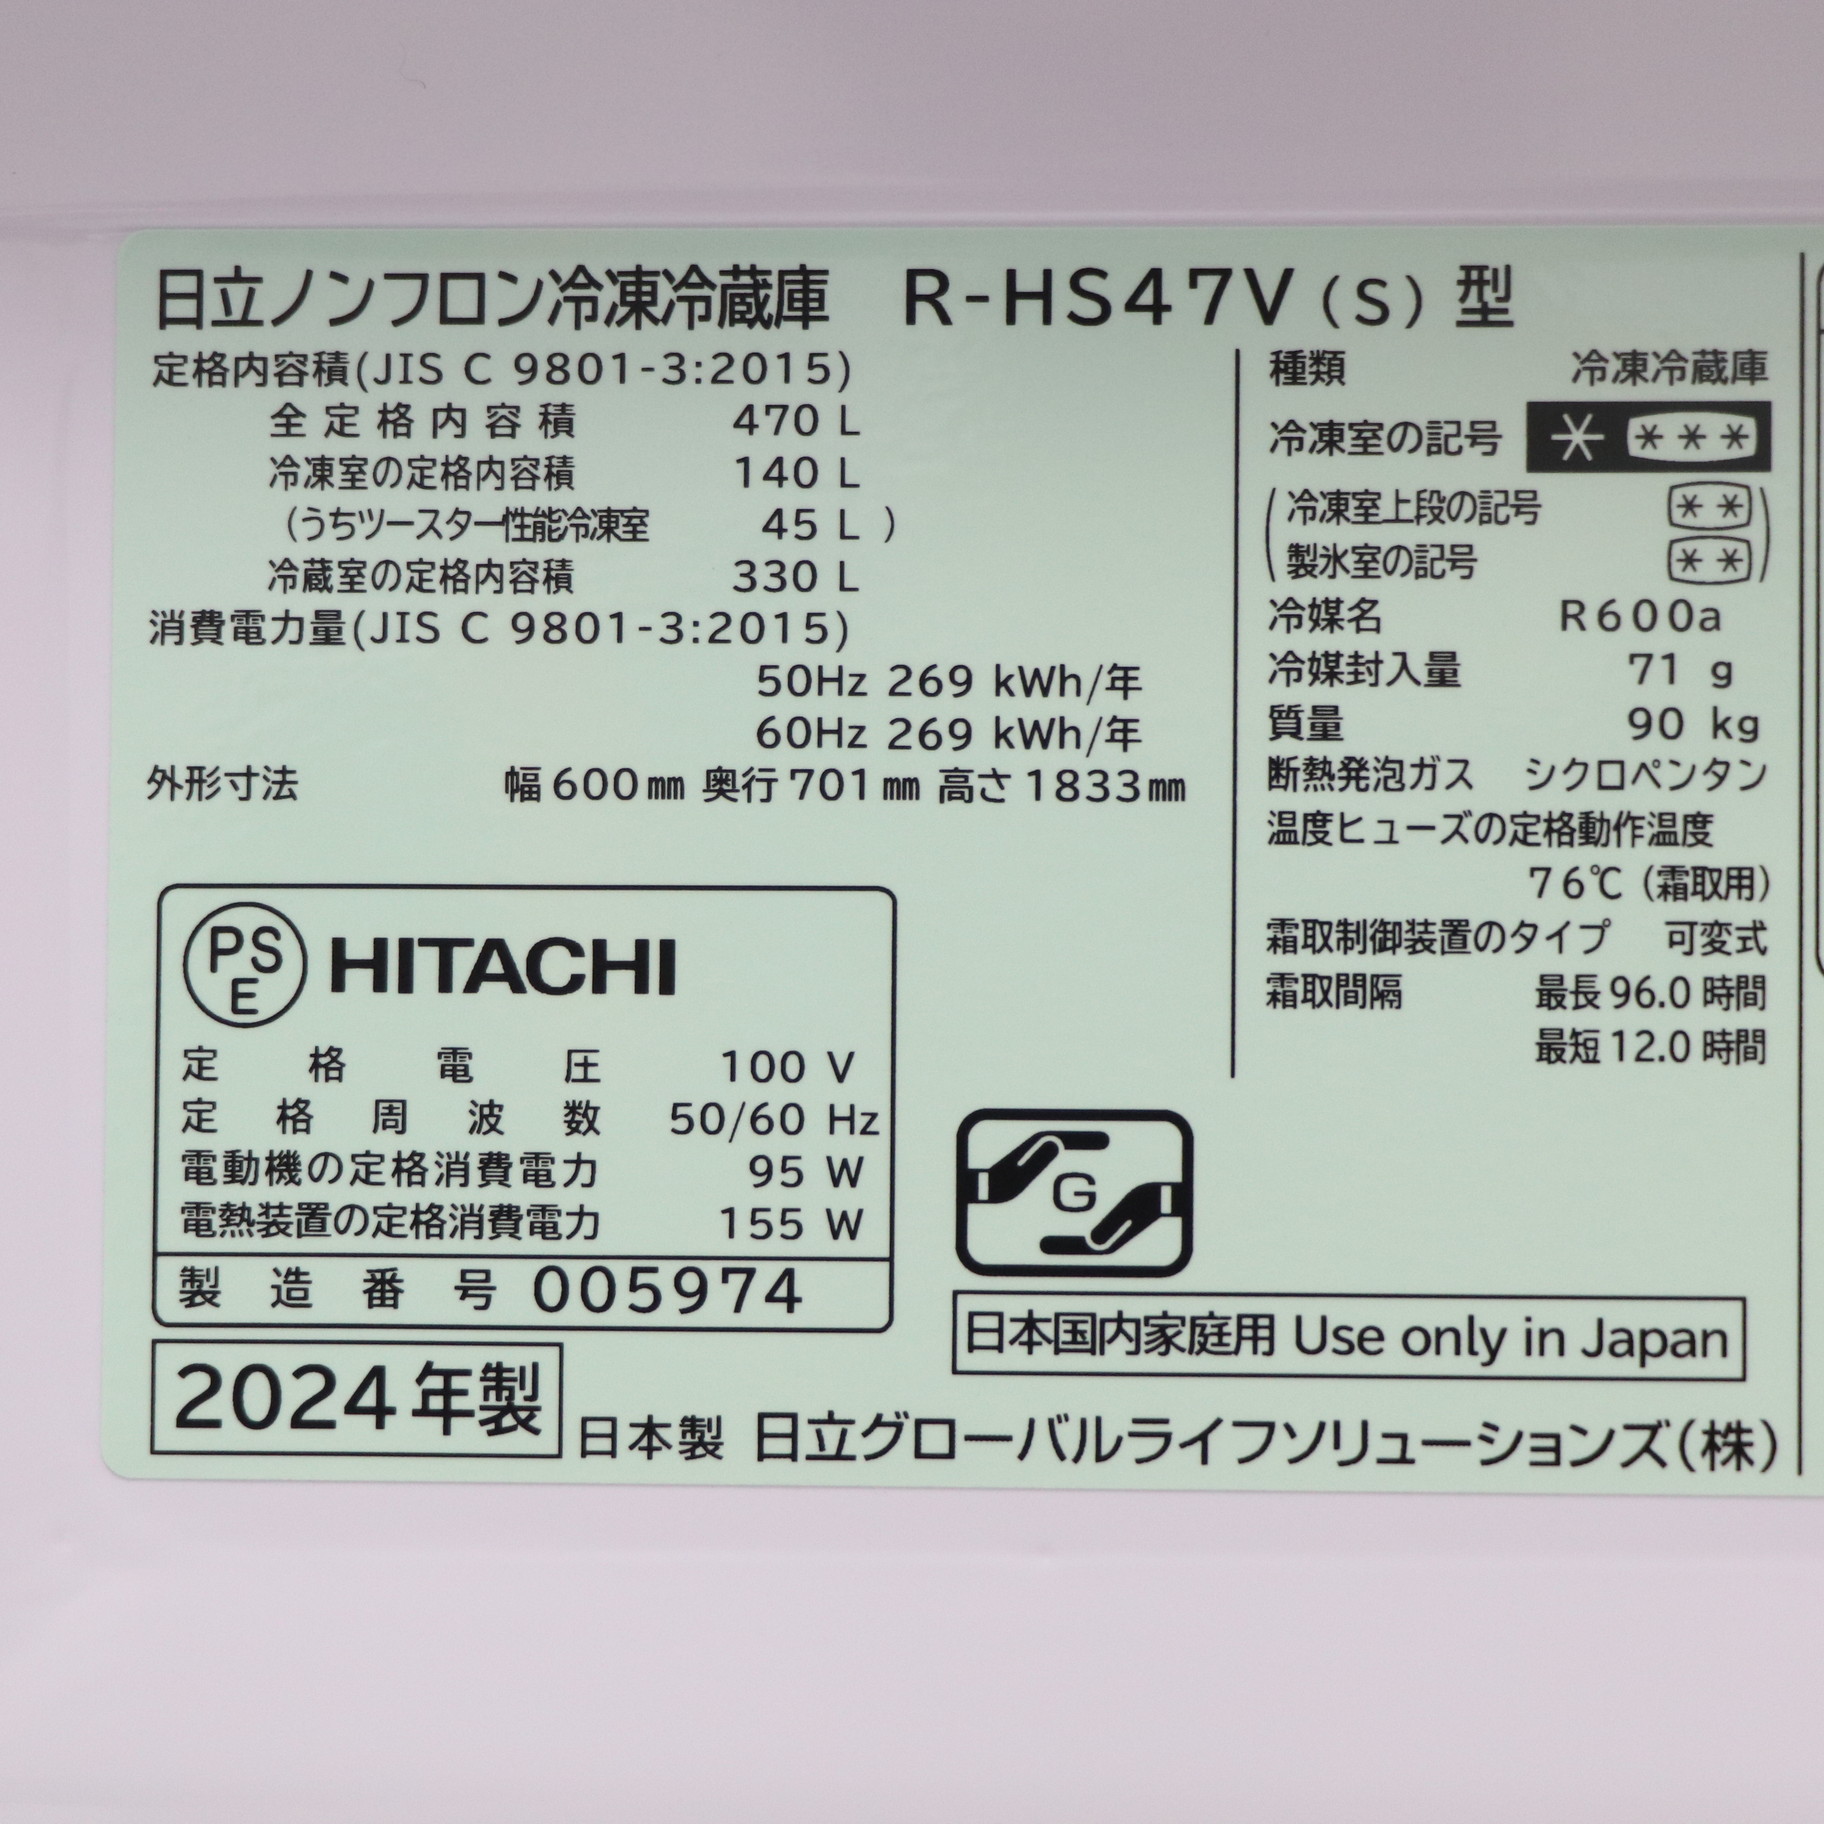 日立ノンフロン冷凍冷蔵庫 R-HS47V(S)型
定格内容積(JIS C 9801-3:2015)
全定格内容積 470 L
冷凍室の定格内容積 140 L
(うちツースター性能冷凍室 45 L )
冷蔵室の定格内容積 330 L
消費電力量(JIS C 9801-3:2015)
50Hz 269 kWh/年
60Hz 269 kWh/年
外形寸法 幅600㎜ 奥行701㎜ 高さ1833㎜
種類 冷凍冷蔵庫
冷凍室の記号 * ***
(冷凍室上段の記号 **
製氷室の記号 **)
冷媒名 R600a
冷媒封入量 71 g
質量 90 kg
断熱発泡ガス シクロペンタン
温度ヒューズの定格動作温度
76℃(霜取用)
霜取制御装置のタイプ 可変式
霜取間隔 最長96.0時間
最短12.0時間
PS
E
HITACHI
定格電圧 100 V
定格周波数 50/60 Hz
電動機の定格消費電力 95 W
電熱装置の定格消費電力 155 W
製造番号 005974
G
日本国内家庭用 Use only in Japan
2024年製
日本製 日立グローバルライフソリューションズ(株)